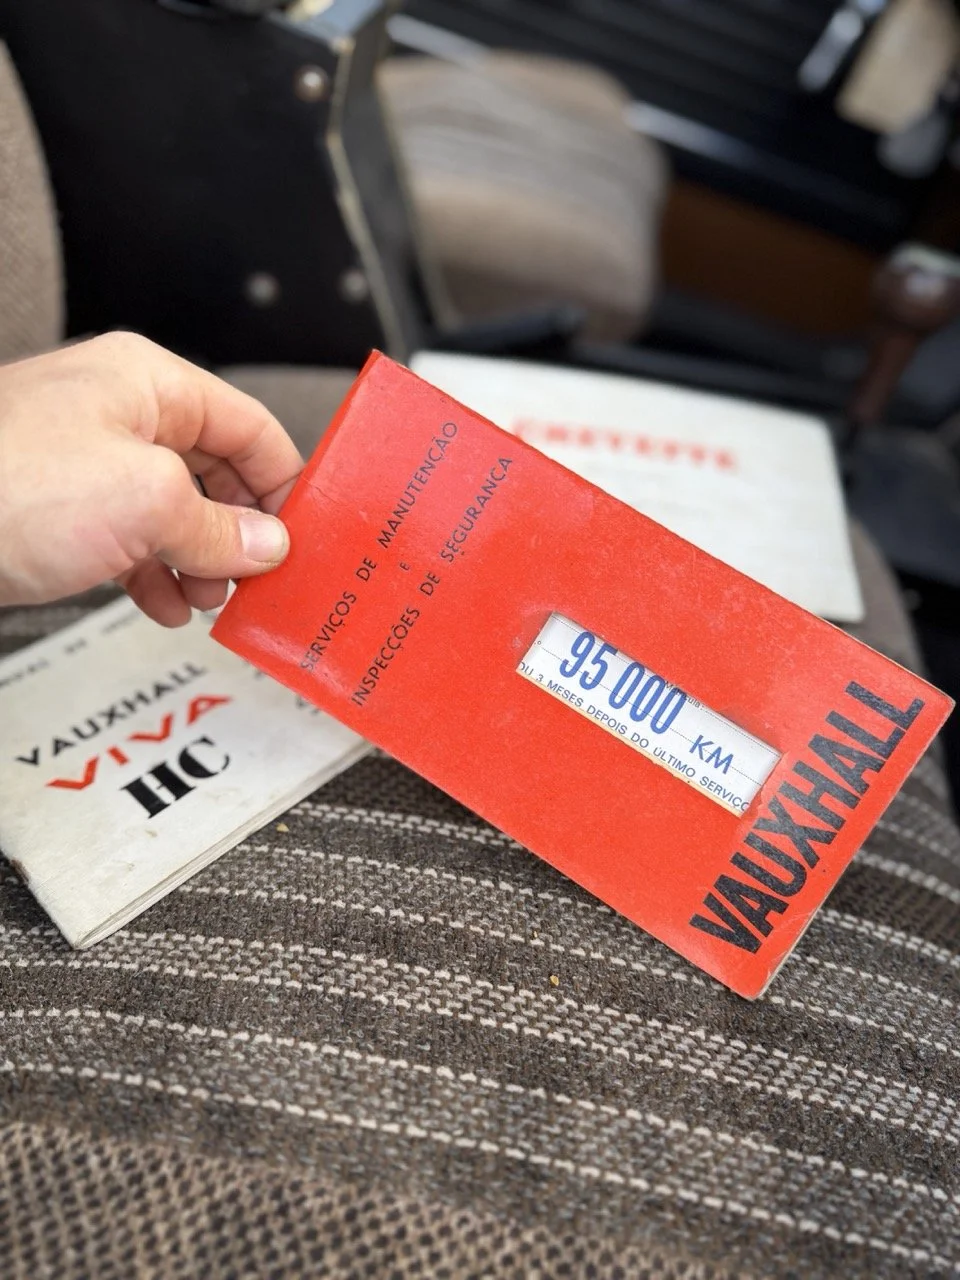 SERVIÇOS DE MANUTENÇÃO
E
INSPECÇÕES DE SEGURANÇA
95 000 KM
OU 3 MESES DEPOIS DO ÚLTIMO SERVIÇO
VAUXHALL
CHEVETTE
VAUXHALL
VIVA
HC